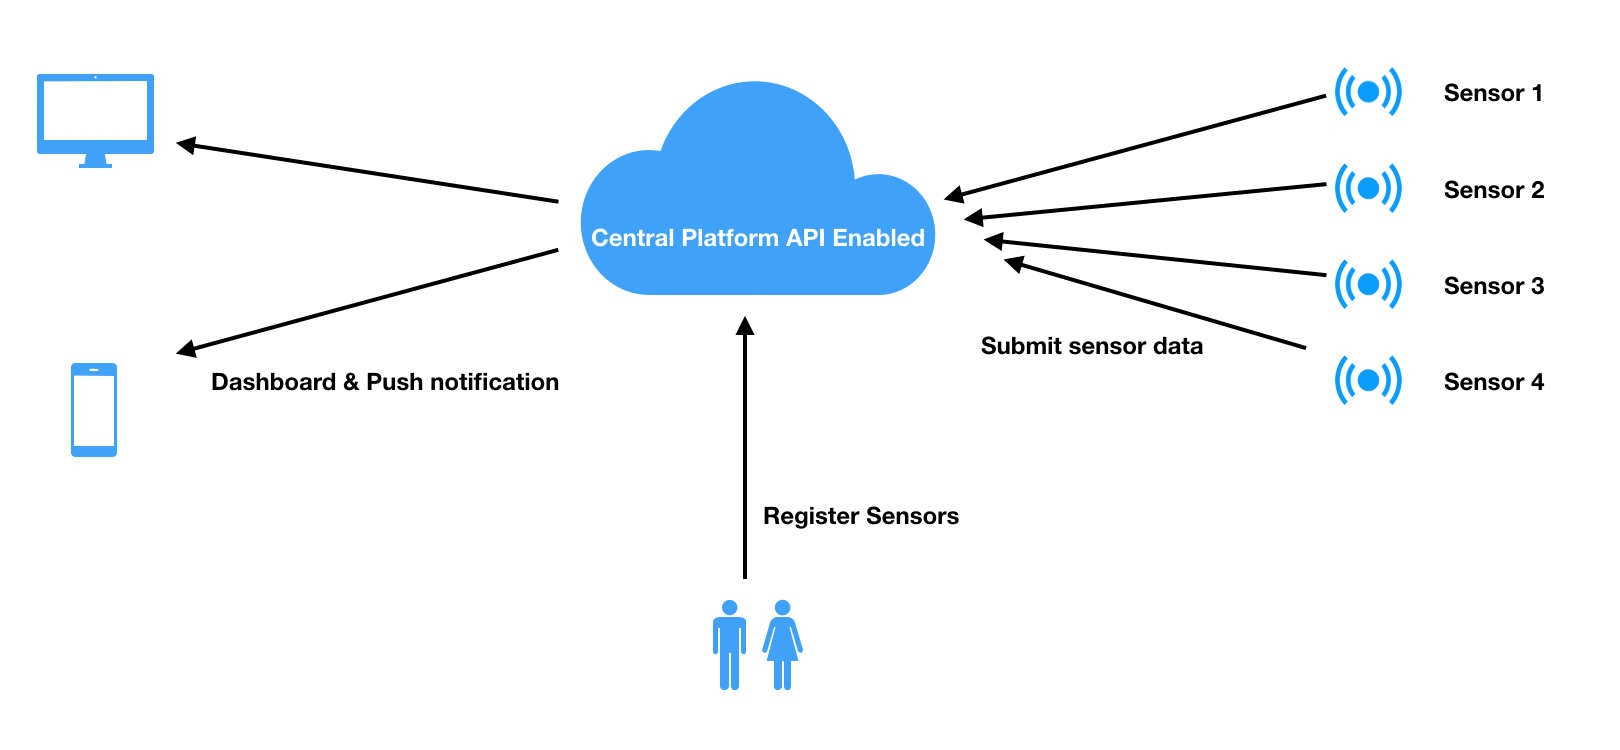 Sensor 1
Central Platform API Enabled
Sensor 2
Sensor 3
Submit sensor data
Sensor 4
Dashboard & Push notification
Register Sensors